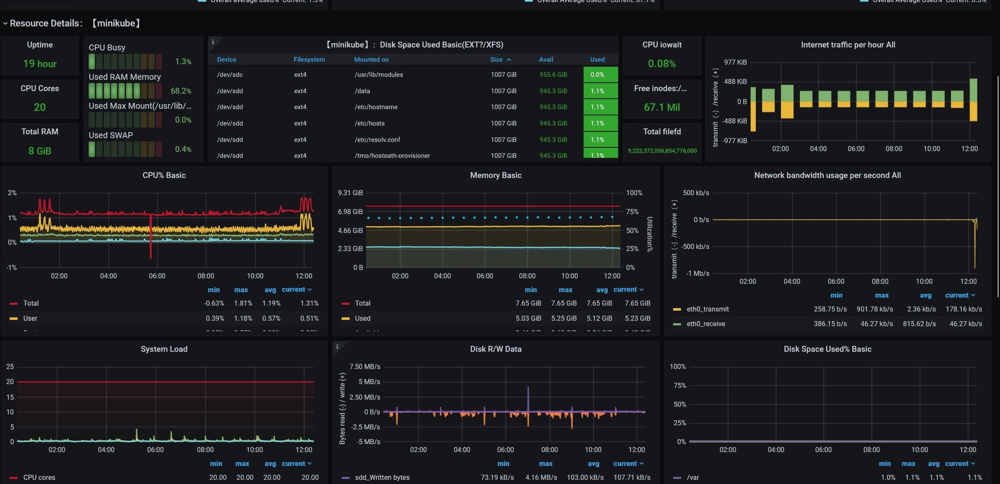 Overall average used% Current: 1.3%
Overall Average Used% Current: 67.7%
Overall Average Used% Current: 0.5%
Resource Details：【minikube】
Uptime
19 hour
CPU Cores
20
Total RAM
8 GiB
CPU Busy
1.3%
Used RAM Memory
68.2%
Used Max Mount(/usr/lib/...
0.0%
Used SWAP
0.4%
【minikube】：Disk Space Used Basic(EXT?/XFS)
Device Filesystem Mounted on Size Avail Used
/dev/sdc ext4 /usr/lib/modules 1007 GiB 955.6 GiB 0.0%
/dev/sdd ext4 /data 1007 GiB 945.3 GiB 1.1%
/dev/sdd ext4 /etc/hostname 1007 GiB 945.3 GiB 1.1%
/dev/sdd ext4 /etc/hosts 1007 GiB 945.3 GiB 1.1%
/dev/sdd ext4 /etc/resolv.conf 1007 GiB 945.3 GiB 1.1%
/dev/sdd ext4 /tmp/hostpath-provisioner 1007 GiB 945.3 GiB 1.1%
CPU iowait
0.08%
Free inodes:/...
67.1 Mil
Total filefd
9,223,372,036,854,776,000
Internet traffic per hour All
transmit（-）/receive（+）
977 KiB
488 KiB
0 B
-488 KiB
-977 KiB
02:00 04:00 06:00 08:00 10:00 12:00
CPU% Basic
2%
1%
0%
-1%
02:00 04:00 06:00 08:00 10:00 12:00
min max avg current
Total -0.63% 1.81% 1.19% 1.31%
User 0.39% 1.18% 0.57% 0.51%
Memory Basic
9.31 GiB 100%
6.98 GiB 75%
4.66 GiB 50%
2.33 GiB 25%
0 B 0%
Utilization%
02:00 04:00 06:00 08:00 10:00 12:00
min max avg current
Total 7.65 GiB 7.65 GiB 7.65 GiB 7.65 GiB
Used 5.03 GiB 5.25 GiB 5.12 GiB 5.23 GiB
Network bandwidth usage per second All
transmit（-）/receive（+）
500 kb/s
0 b/s
-500 kb/s
-1 Mb/s
02:00 04:00 06:00 08:00 10:00 12:00
min max avg current
eth0_transmit 258.75 b/s 901.78 kb/s 2.36 kb/s 178.16 kb/s
eth0_receive 386.15 b/s 46.27 kb/s 815.62 b/s 46.27 kb/s
System Load
25
20
15
10
5
0
02:00 04:00 06:00 08:00 10:00 12:00
min max avg current
CPU cores 20.00 20.00 20.00 20.00
Disk R/W Data
Bytes read (-) / write (+)
7.50 MB/s
5 MB/s
2.50 MB/s
0 B/s
-2.5 MB/s
-5 MB/s
02:00 04:00 06:00 08:00 10:00 12:00
min max avg current
sdd_Written bytes 73.19 kB/s 4.16 MB/s 103.00 kB/s 107.71 kB/s
Disk Space Used% Basic
100%
75%
50%
25%
0%
02:00 04:00 06:00 08:00 10:00 12:00
min max avg current
/var 1.0% 1.1% 1.1% 1.1%